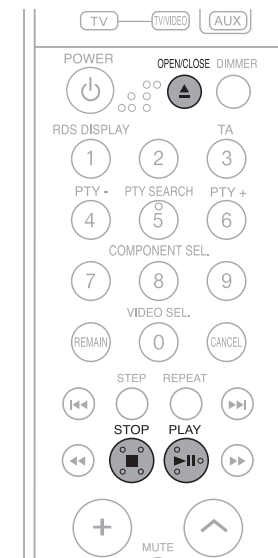 TV TV/VIDEO AUX
POWER OPEN/CLOSE DIMMER
RDS DISPLAY TA
1 2 3
PTY - PTY SEARCH PTY +
4 5 6
COMPONENT SEL.
7 8 9
VIDEO SEL.
REMAIN 0 CANCEL
STEP REPEAT
STOP PLAY
MUTE